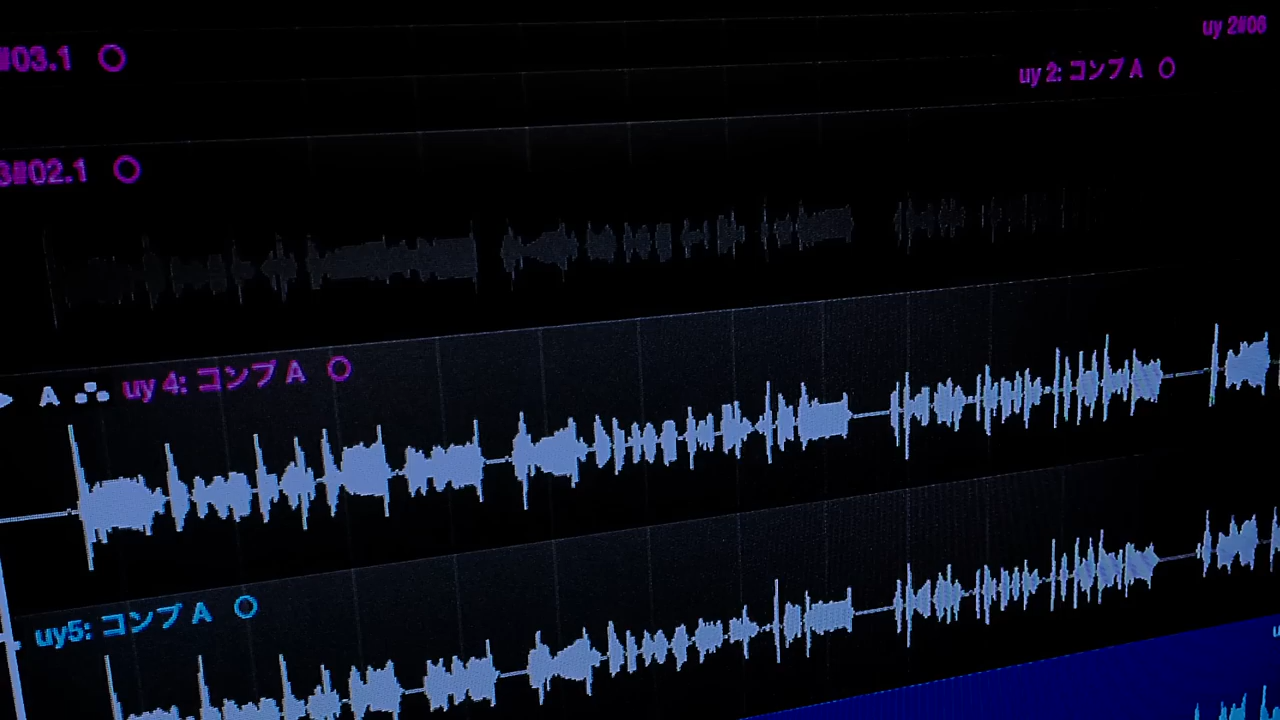 #03.1
uy 2#06
uy 2: コンプ A
3#02.1
A
uy 4: コンプ A
uy5: コンプ A